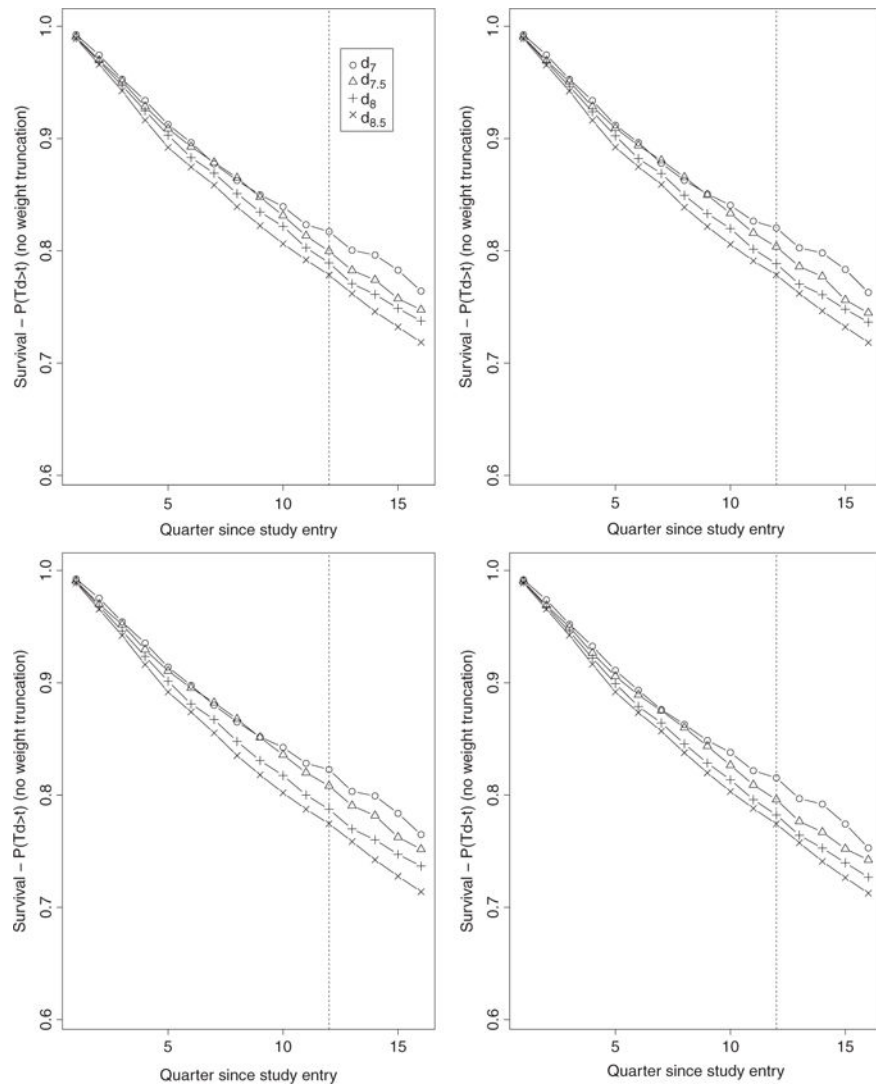 1.0
0.9
0.8
0.7
0.6
Survival – P(Td>t) (no weight truncation)
d7
d7.5
d8
d8.5
5
10
15
Quarter since study entry
1.0
0.9
0.8
0.7
0.6
Survival – P(Td>t) (no weight truncation)
5
10
15
Quarter since study entry
1.0
0.9
0.8
0.7
0.6
Survival – P(Td>t) (no weight truncation)
5
10
15
Quarter since study entry
1.0
0.9
0.8
0.7
0.6
Survival – P(Td>t) (no weight truncation)
5
10
15
Quarter since study entry